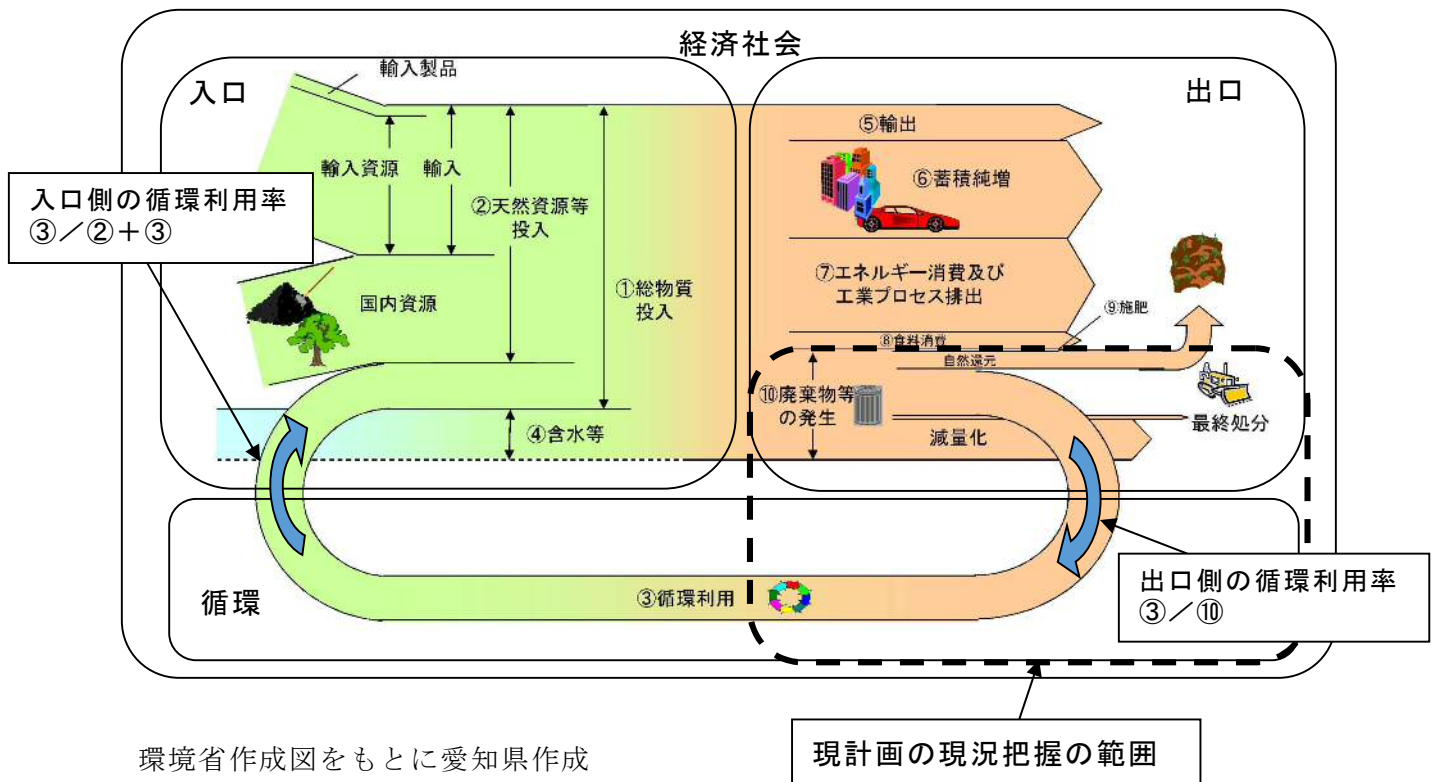 経済社会
入口
輸入製品
輸入資源
輸入
②天然資源等
投入
①総物質
投入
国内資源
④含水等
入口側の循環利用率
③／②＋③
出口
⑤輸出
⑥蓄積純増
⑦エネルギー消費及び
工業プロセス排出
⑧食料消費
⑨施肥
自然還元
⑩廃棄物等
の発生
減量化
最終処分
循環
③循環利用
出口側の循環利用率
③／⑩
現計画の現況把握の範囲
環境省作成図をもとに愛知県作成